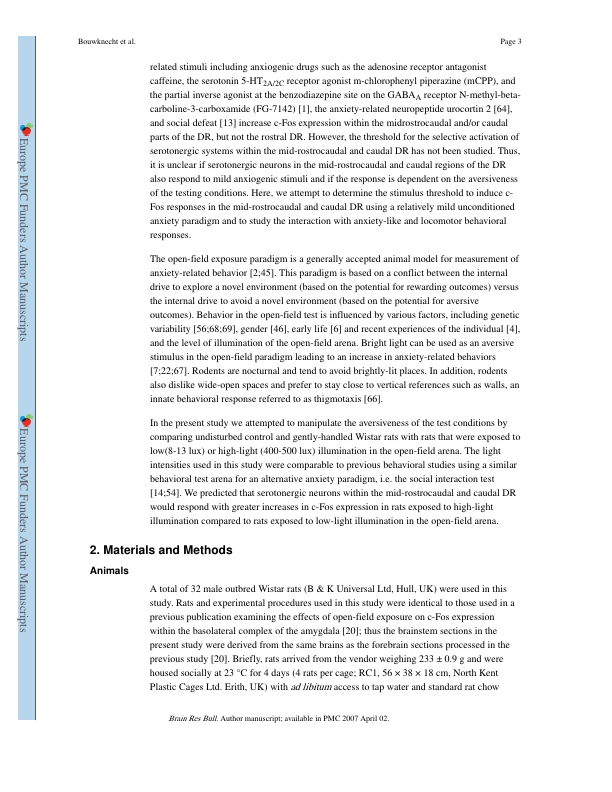 Bouwknecht et al.
Page 3
related stimuli including anxiogenic drugs such as the adenosine receptor antagonist
caffeine, the serotonin 5-HT2A/2C receptor agonist m-chlorophenyl piperazine (mCPP), and
the partial inverse agonist at the benzodiazepine site on the GABAA receptor N-methyl-beta-
carboline-3-carboxamide (FG-7142) [1], the anxiety-related neuropeptide urocortin 2 [64],
and social defeat [13] increase c-Fos expression within the midrostrocaudal and/or caudal
parts of the DR, but not the rostral DR. However, the threshold for the selective activation of
serotonergic systems within the mid-rostrocaudal and caudal DR has not been studied. Thus,
it is unclear if serotonergic neurons in the mid-rostrocaudal and caudal regions of the DR
also respond to mild anxiogenic stimuli and if the response is dependent on the aversiveness
of the testing conditions. Here, we attempt to determine the stimulus threshold to induce c-
Fos responses in the mid-rostrocaudal and caudal DR using a relatively mild unconditioned
anxiety paradigm and to study the interaction with anxiety-like and locomotor behavioral
responses.
The open-field exposure paradigm is a generally accepted animal model for measurement of
anxiety-related behavior [2;45]. This paradigm is based on a conflict between the internal
drive to explore a novel environment (based on the potential for rewarding outcomes) versus
the internal drive to avoid a novel environment (based on the potential for aversive
outcomes). Behavior in the open-field test is influenced by various factors, including genetic
variability [56;68;69], gender [46], early life [6] and recent experiences of the individual [4],
and the level of illumination of the open-field arena. Bright light can be used as an aversive
stimulus in the open-field paradigm leading to an increase in anxiety-related behaviors
[7;22;67]. Rodents are nocturnal and tend to avoid brightly-lit places. In addition, rodents
also dislike wide-open spaces and prefer to stay close to vertical references such as walls, an
innate behavioral response referred to as thigmotaxis [66].
In the present study we attempted to manipulate the aversiveness of the test conditions by
comparing undisturbed control and gently-handled Wistar rats with rats that were exposed to
low(8-13 lux) or high-light (400-500 lux) illumination in the open-field arena. The light
intensities used in this study were comparable to previous behavioral studies using a similar
behavioral test arena for an alternative anxiety paradigm, i.e. the social interaction test
[14;54]. We predicted that serotonergic neurons within the mid-rostrocaudal and caudal DR
would respond with greater increases in c-Fos expression in rats exposed to high-light
illumination compared to rats exposed to low-light illumination in the open-field arena.
2. Materials and Methods
Animals
A total of 32 male outbred Wistar rats (B & K Universal Ltd, Hull, UK) were used in this
study. Rats and experimental procedures used in this study were identical to those used in a
previous publication examining the effects of open-field exposure on c-Fos expression
within the basolateral complex of the amygdala [20]; thus the brainstem sections in the
present study were derived from the same brains as the forebrain sections processed in the
previous study [20]. Briefly, rats arrived from the vendor weighing 233 ± 0.9 g and were
housed socially at 23 °C for 4 days (4 rats per cage; RC1, 56 × 38 × 18 cm, North Kent
Plastic Cages Ltd. Erith, UK) with ad libitum access to tap water and standard rat chow
Brain Res Bull. Author manuscript; available in PMC 2007 April 02.
Europe PMC Funders Author Manuscripts
Europe PMC Funders Author Manuscripts